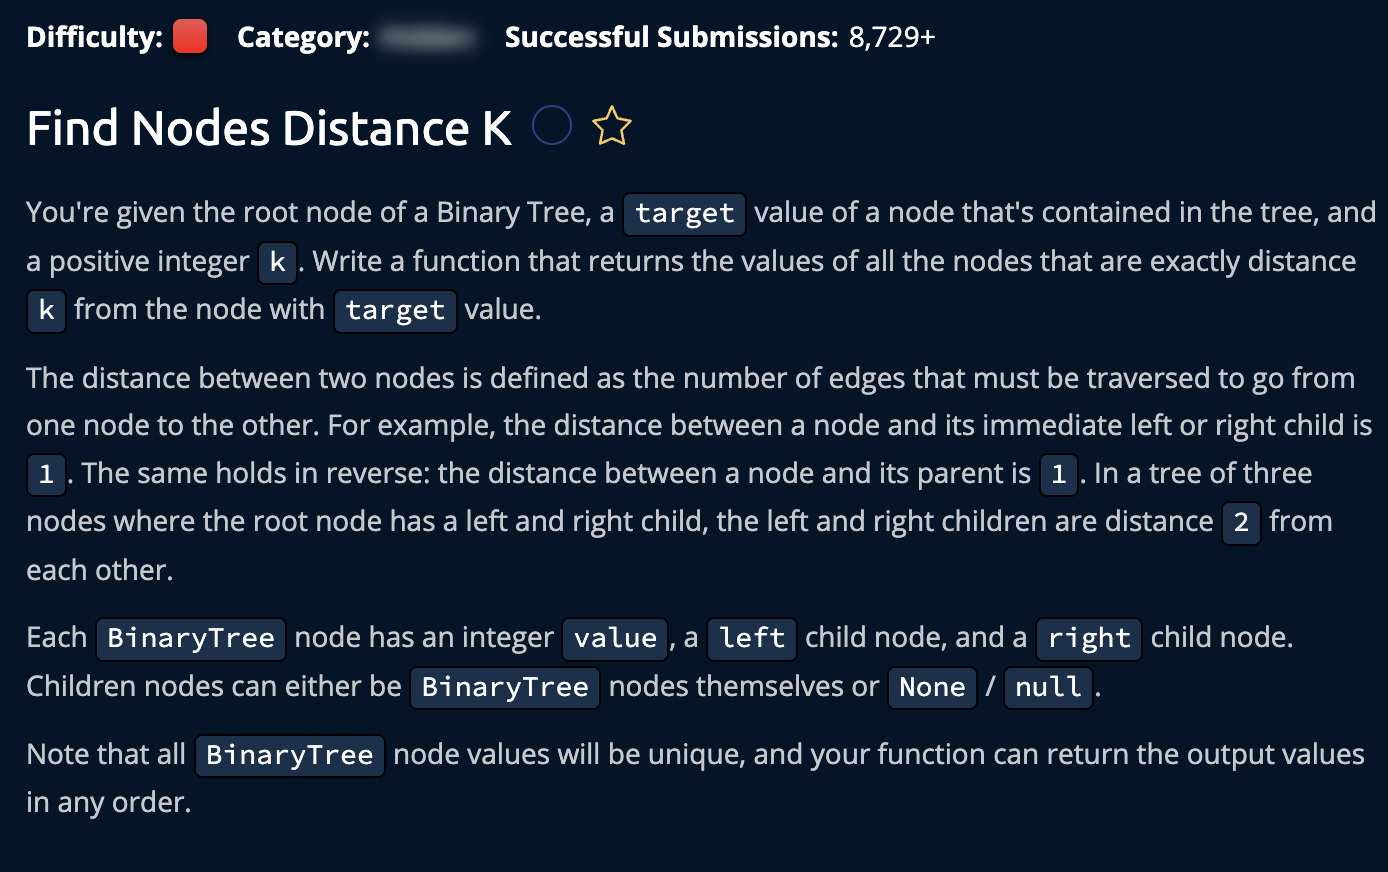 Difficulty: Category: Successful Submissions: 8,729+
Find Nodes Distance K
You're given the root node of a Binary Tree, a target value of a node that's contained in the tree, and
a positive integer k. Write a function that returns the values of all the nodes that are exactly distance
k from the node with target value.
The distance between two nodes is defined as the number of edges that must be traversed to go from
one node to the other. For example, the distance between a node and its immediate left or right child is
1. The same holds in reverse: the distance between a node and its parent is 1. In a tree of three
nodes where the root node has a left and right child, the left and right children are distance 2 from
each other.
Each BinaryTree node has an integer value, a left child node, and a right child node.
Children nodes can either be BinaryTree nodes themselves or None / null.
Note that all BinaryTree node values will be unique, and your function can return the output values
in any order.